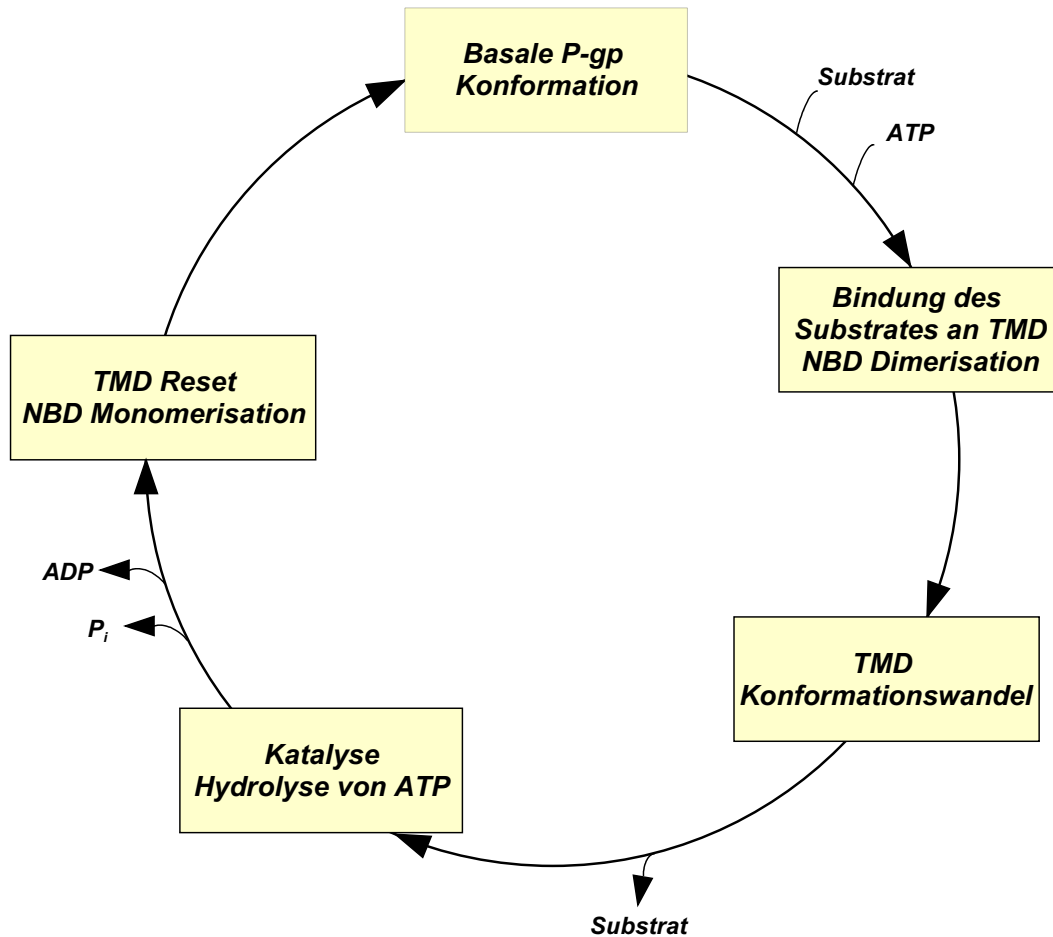 Basale P-gp
Konformation
Substrat
ATP
Bindung des
Substrates an TMD
NBD Dimerisation
TMD
Konformationswandel
Substrat
Katalyse
Hydrolyse von ATP
P i
ADP
TMD Reset
NBD Monomerisation